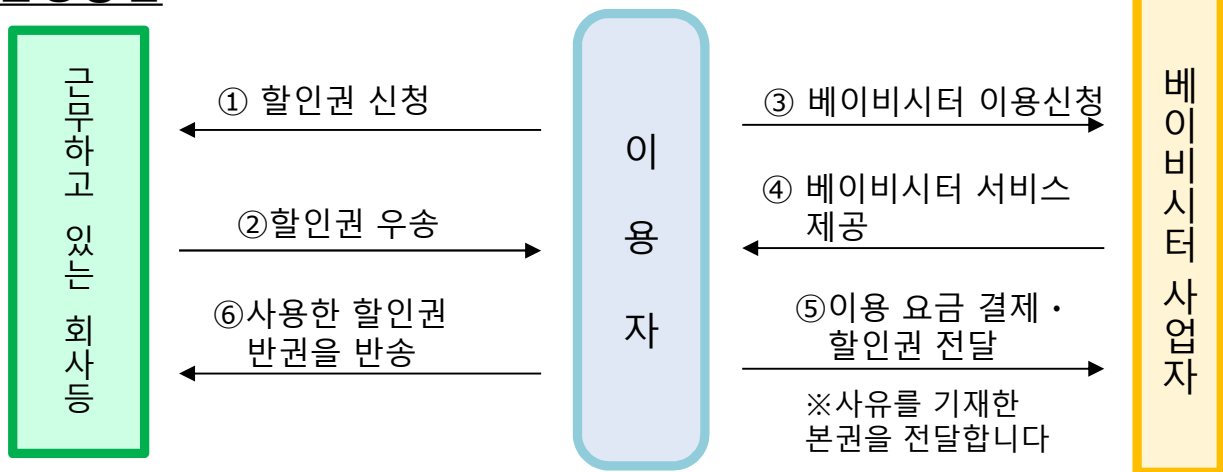 근무하고 있는 회사등
① 할인권 신청
②할인권 우송
⑥사용한 할인권
반권을 반송
이용자
③ 베이비시터 이용신청
④ 베이비시터 서비스
제공
⑤이용 요금 결제・
할인권 전달
※사유를 기재한
본권을 전달합니다
베이비시터 사업자